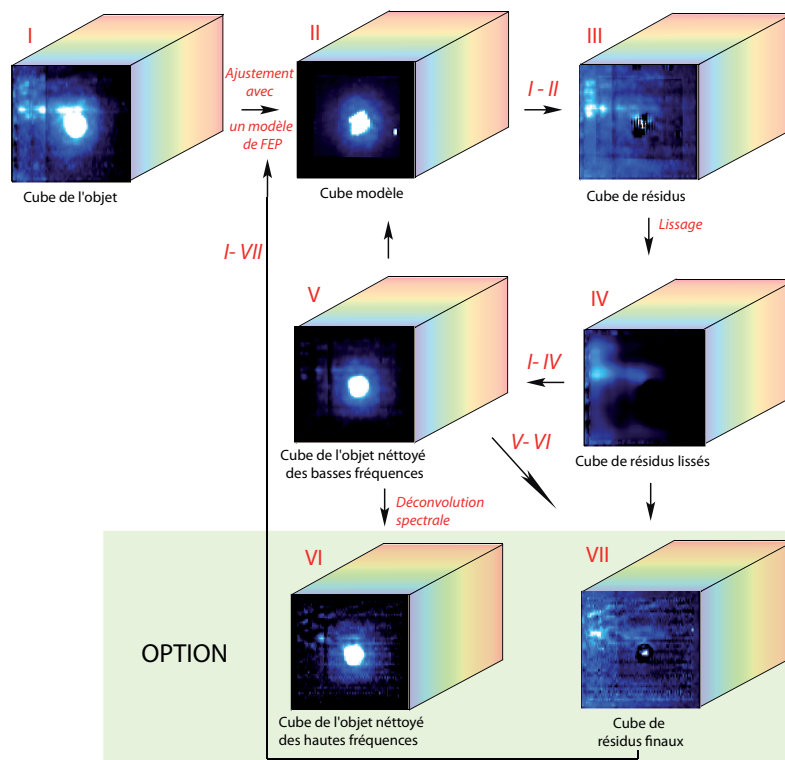 I
II
III
Ajustement
avec
un modèle
de FEP
I - II
Cube de l'objet
Cube modèle
Cube de résidus
I- VII
Lissage
V
IV
I- IV
V- VI
Cube de l'objet néttoyé
des basses fréquences
Cube de résidus lissés
Déconvolution
spectrale
VI
VII
OPTION
Cube de l'objet néttoyé
des hautes fréquences
Cube de
résidus finaux